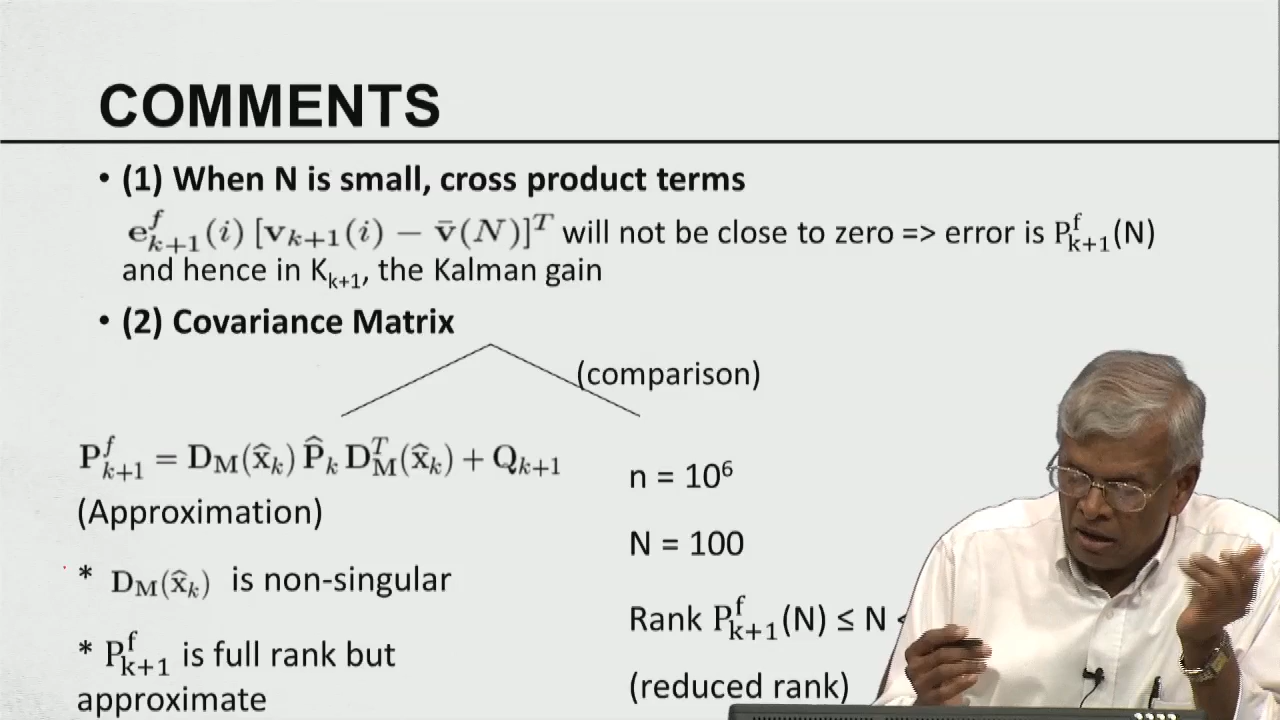 COMMENTS
• (1) When N is small, cross product terms
e^f_{k+1}(i) [v_{k+1}(i) − v̄(N)]^T will not be close to zero => error is P^f_{k+1}(N)
and hence in K_{k+1}, the Kalman gain
• (2) Covariance Matrix
(comparison)
P^f_{k+1} = D_M(x̂_k) P̂_k D^T_M(x̂_k) + Q_{k+1}
(Approximation)
* D_M(x̂_k) is non-singular
* P^f_{k+1} is full rank but
approximate
n = 10⁶
N = 100
Rank P^f_{k+1}(N) ≤ N <
(reduced rank)